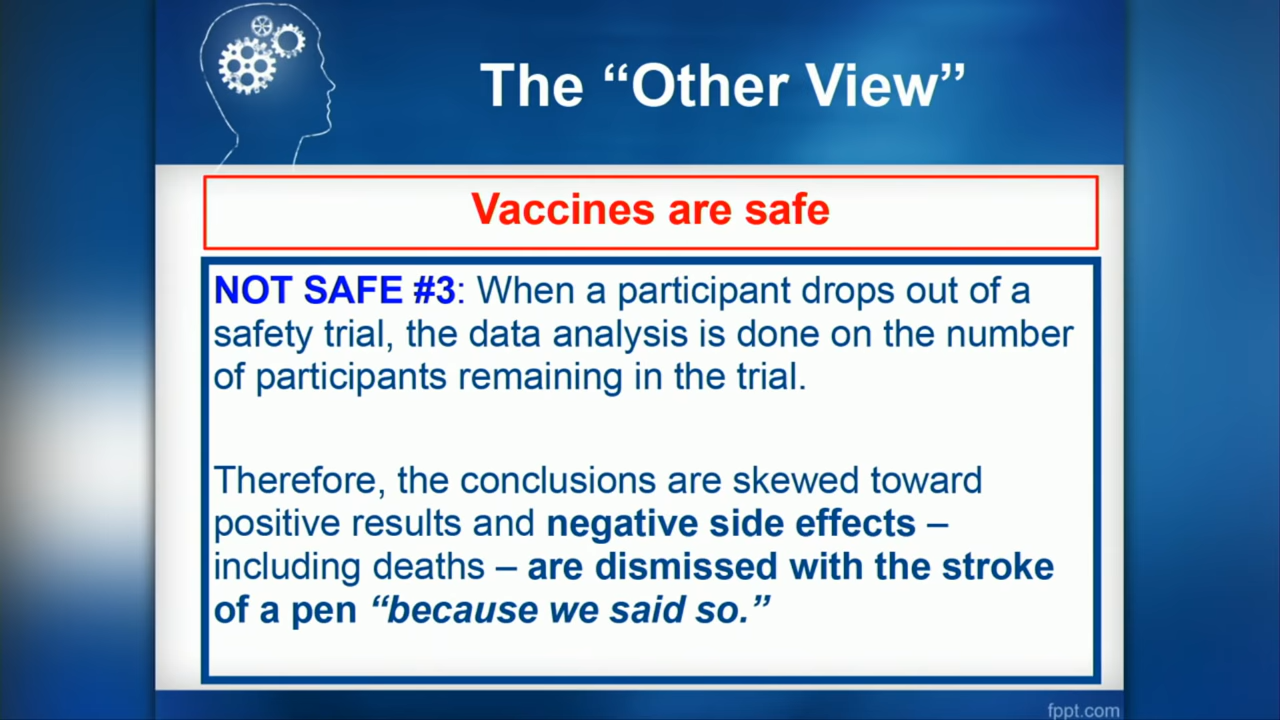 The “Other View”
Vaccines are safe
NOT SAFE #3: When a participant drops out of a
safety trial, the data analysis is done on the number
of participants remaining in the trial.
Therefore, the conclusions are skewed toward
positive results and negative side effects –
including deaths – are dismissed with the stroke
of a pen “because we said so.”
fppt.com